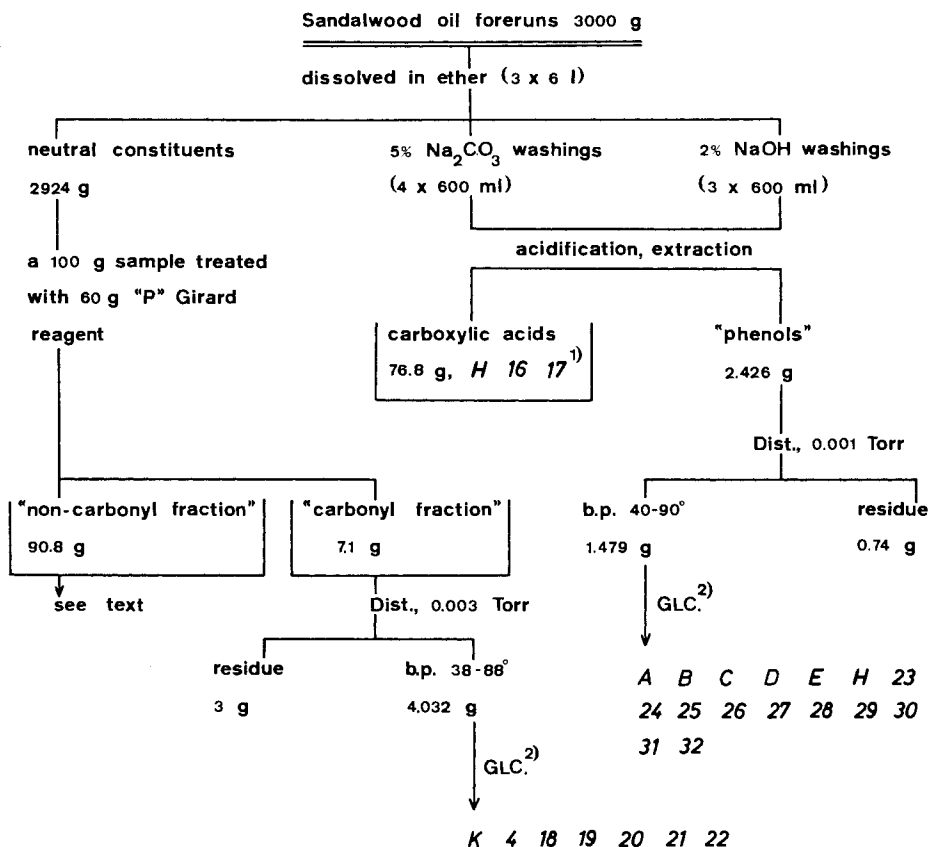 Sandalwood oil foreruns 3000 g
dissolved in ether (3 x 6 l)
neutral constituents
2924 g
5% Na2CO3 washings
(4 x 600 ml)
2% NaOH washings
(3 x 600 ml)
acidification, extraction
a 100 g sample treated
with 60 g "P" Girard
reagent
carboxylic acids
76.8 g, H 16 17 1)
"phenols"
2.426 g
Dist., 0.001 Torr
"non-carbonyl fraction"
90.8 g
see text
"carbonyl fraction"
7.1 g
Dist., 0.003 Torr
b.p. 40-90°
1.479 g
residue
0.74 g
GLC. 2)
residue
3 g
b.p. 38-88°
4.032 g
GLC. 2)
A B C D E H 23
24 25 26 27 28 29 30
31 32
K 4 18 19 20 21 22